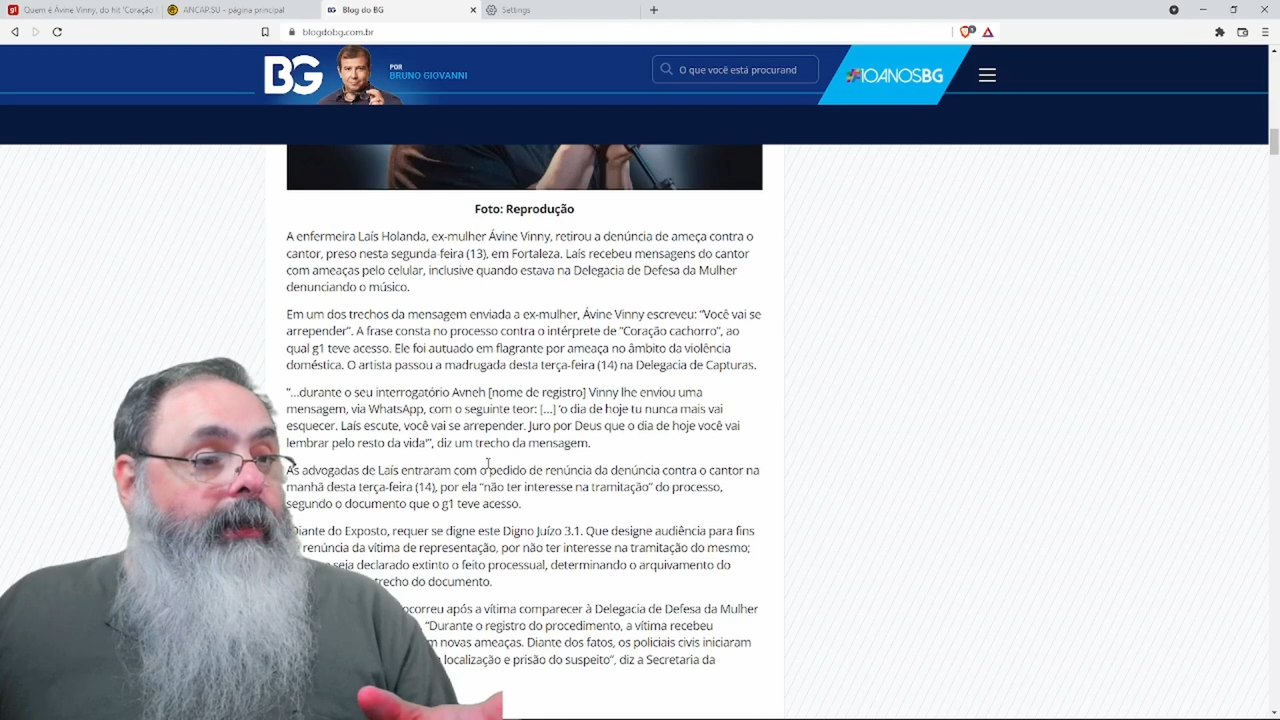 Quem é Ávine Vinny, do hit 'Coração
ANCAP.SU - página principal
Blog do BG
Settings
blogdobg.com.br
BG
POR
BRUNO GIOVANNI
O que você está procurand
#10ANOSBG
Foto: Reprodução
A enfermeira Laís Holanda, ex-mulher Ávine Vinny, retirou a denúncia de ameça contra o
cantor, preso nesta segunda-feira (13), em Fortaleza. Laís recebeu mensagens do cantor
com ameaças pelo celular, inclusive quando estava na Delegacia de Defesa da Mulher
denunciando o músico.
Em um dos trechos da mensagem enviada a ex-mulher, Ávine Vinny escreveu: “Você vai se
arrepender”. A frase consta no processo contra o intérprete de “Coração cachorro”, ao
qual g1 teve acesso. Ele foi autuado em flagrante por ameaça no âmbito da violência
doméstica. O artista passou a madrugada desta terça-feira (14) na Delegacia de Capturas.
“…durante o seu interrogatório Avneh [nome de registro] Vinny lhe enviou uma
mensagem, via WhatsApp, com o seguinte teor: […] ‘o dia de hoje tu nunca mais vai
esquecer. Laís escute, você vai se arrepender. Juro por Deus que o dia de hoje você vai
lembrar pelo resto da vida’”, diz um trecho da mensagem.
As advogadas de Laís entraram com o pedido de renúncia da denúncia contra o cantor na
manhã desta terça-feira (14), por ela “não ter interesse na tramitação” do processo,
segundo o documento que o g1 teve acesso.
Diante do Exposto, requer se digne este Digno Juízo 3.1. Que designe audiência para fins
renúncia da vítima de representação, por não ter interesse na tramitação do mesmo;
seja declarado extinto o feito processual, determinando o arquivamento do
trecho do documento.
ocorreu após a vítima comparecer à Delegacia de Defesa da Mulher
“Durante o registro do procedimento, a vítima recebeu
novas ameaças. Diante dos fatos, os policiais civis iniciaram
localização e prisão do suspeito”, diz a Secretaria da